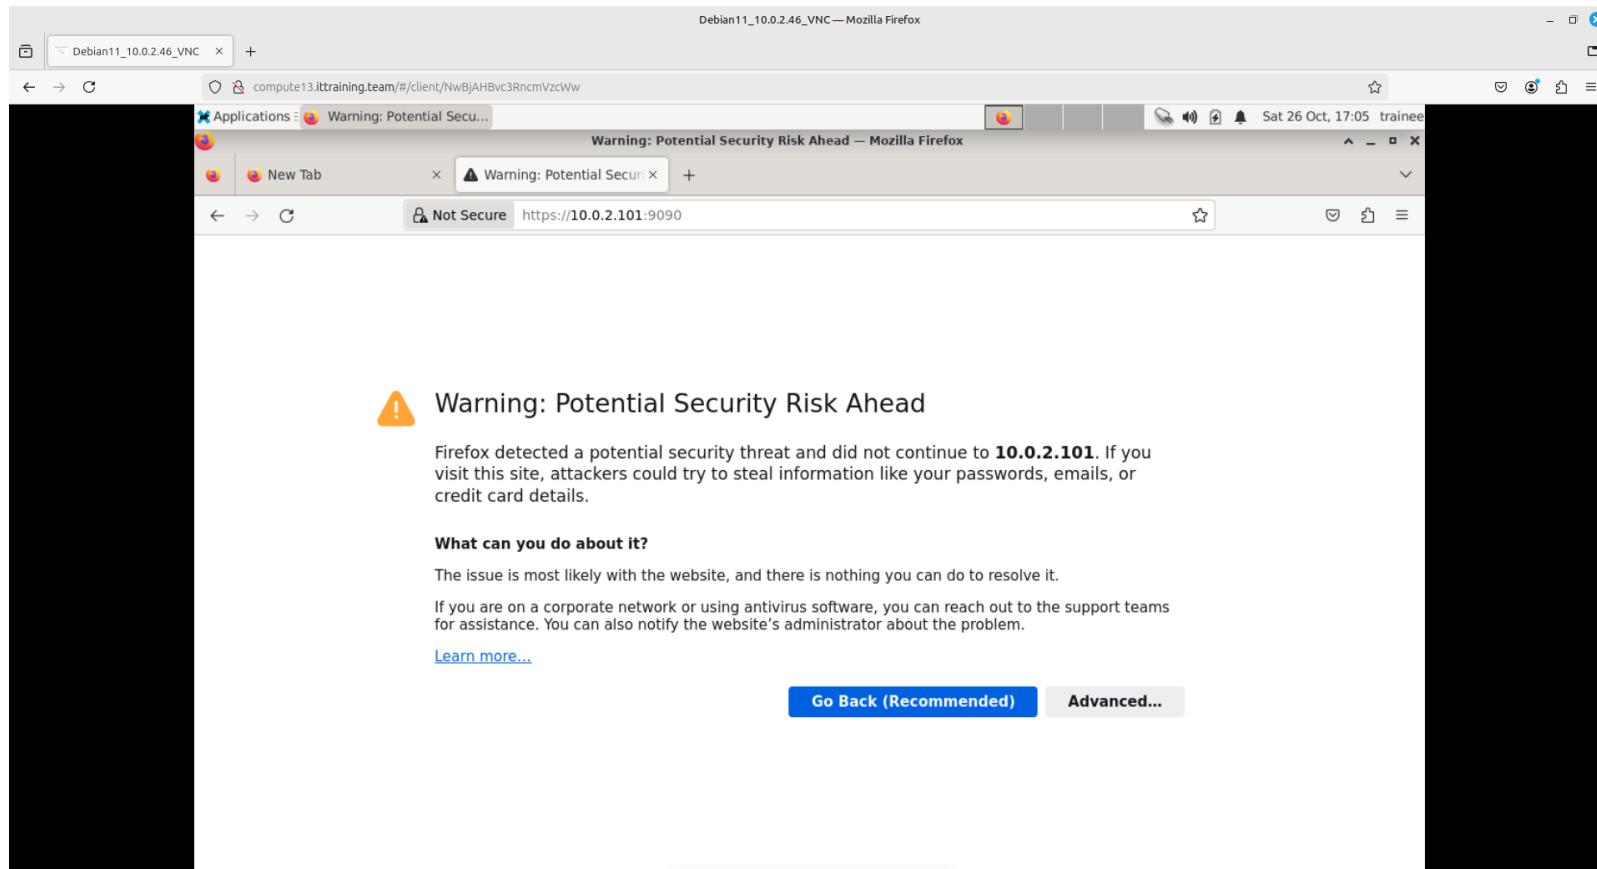 Debian11_10.0.2.46_VNC — Mozilla Firefox
Debian11_10.0.2.46_VNC
compute13.ittraining.team/#/client/NwBjAHBvc3RncmVzcWw
Applications
Warning: Potential Secu...
Sat 26 Oct, 17:05 trainee
Warning: Potential Security Risk Ahead — Mozilla Firefox
New Tab
Warning: Potential Securi
Not Secure https://10.0.2.101:9090
Warning: Potential Security Risk Ahead
Firefox detected a potential security threat and did not continue to 10.0.2.101. If you
visit this site, attackers could try to steal information like your passwords, emails, or
credit card details.
What can you do about it?
The issue is most likely with the website, and there is nothing you can do to resolve it.
If you are on a corporate network or using antivirus software, you can reach out to the support teams
for assistance. You can also notify the website’s administrator about the problem.
Learn more…
Go Back (Recommended)
Advanced…